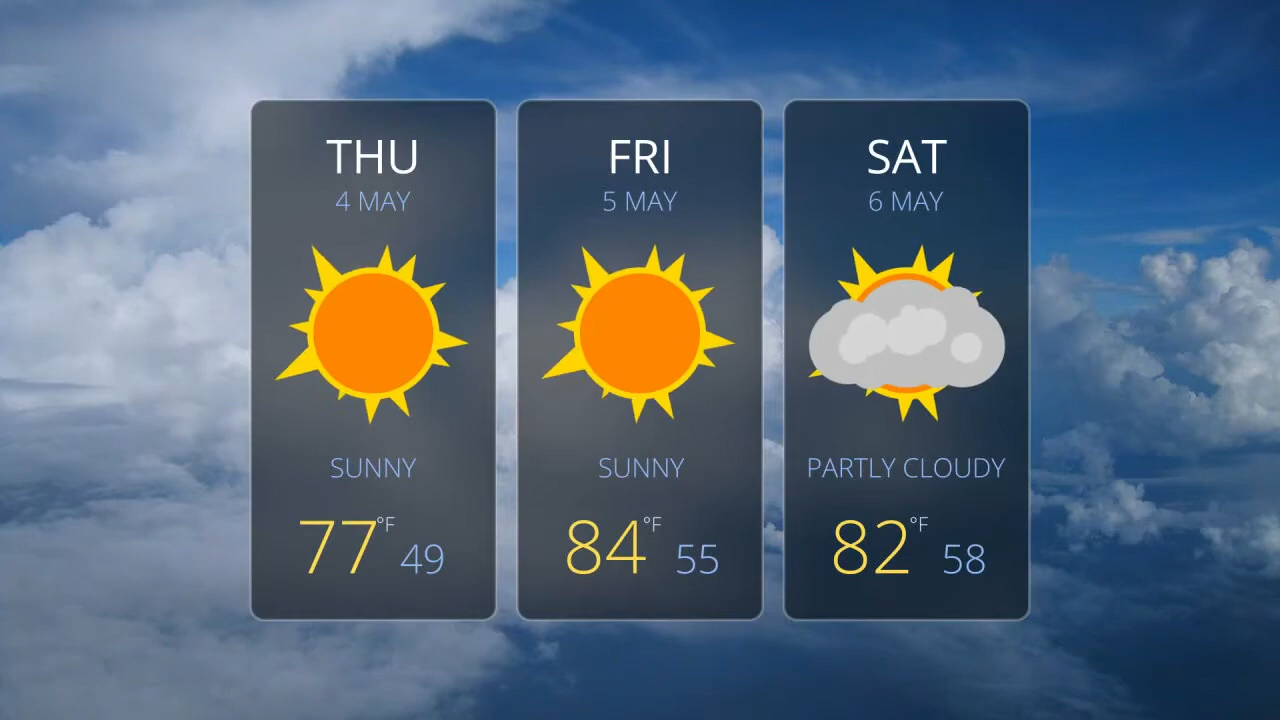 THU
4 MAY
SUNNY
77°F 49
FRI
5 MAY
SUNNY
84°F 55
SAT
6 MAY
PARTLY CLOUDY
82°F 58